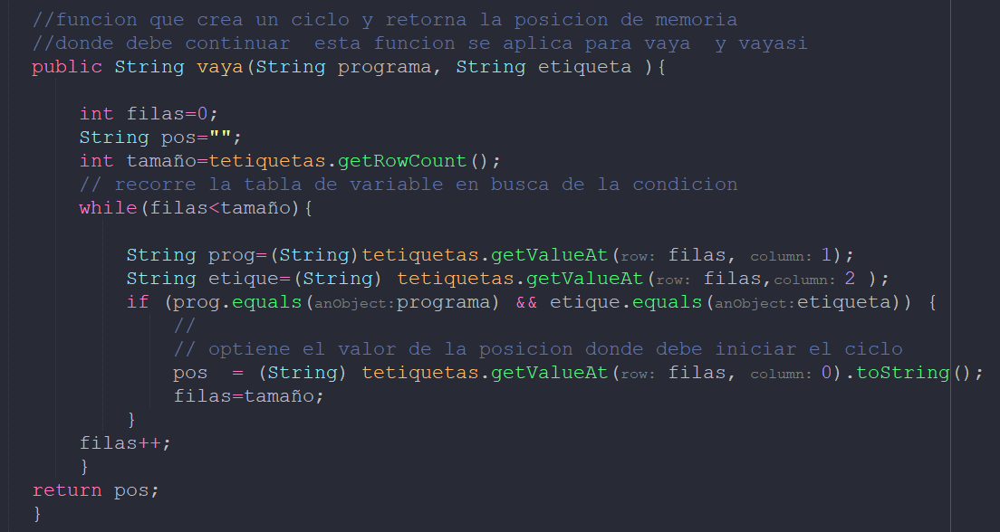 //funcion que crea un ciclo y retorna la posicion de memoria
//donde debe continuar  esta funcion se aplica para vaya  y vayasi
public String vaya(String programa, String etiqueta ){
int filas=0;
String pos="";
int tamaño=tetiquetas.getRowCount();
// recorre la tabla de variable en busca de la condicion
while(filas<tamaño){
String prog=(String)tetiquetas.getValueAt(row: filas, column: 1);
String etique=(String) tetiquetas.getValueAt(row: filas,column: 2 );
if (prog.equals(anObject:programa) && etique.equals(anObject:etiqueta)) {
//
// optiene el valor de la posicion donde debe iniciar el ciclo
pos  = (String) tetiquetas.getValueAt(row: filas, column: 0).toString();
filas=tamaño;
}
filas++;
}
return pos;
}